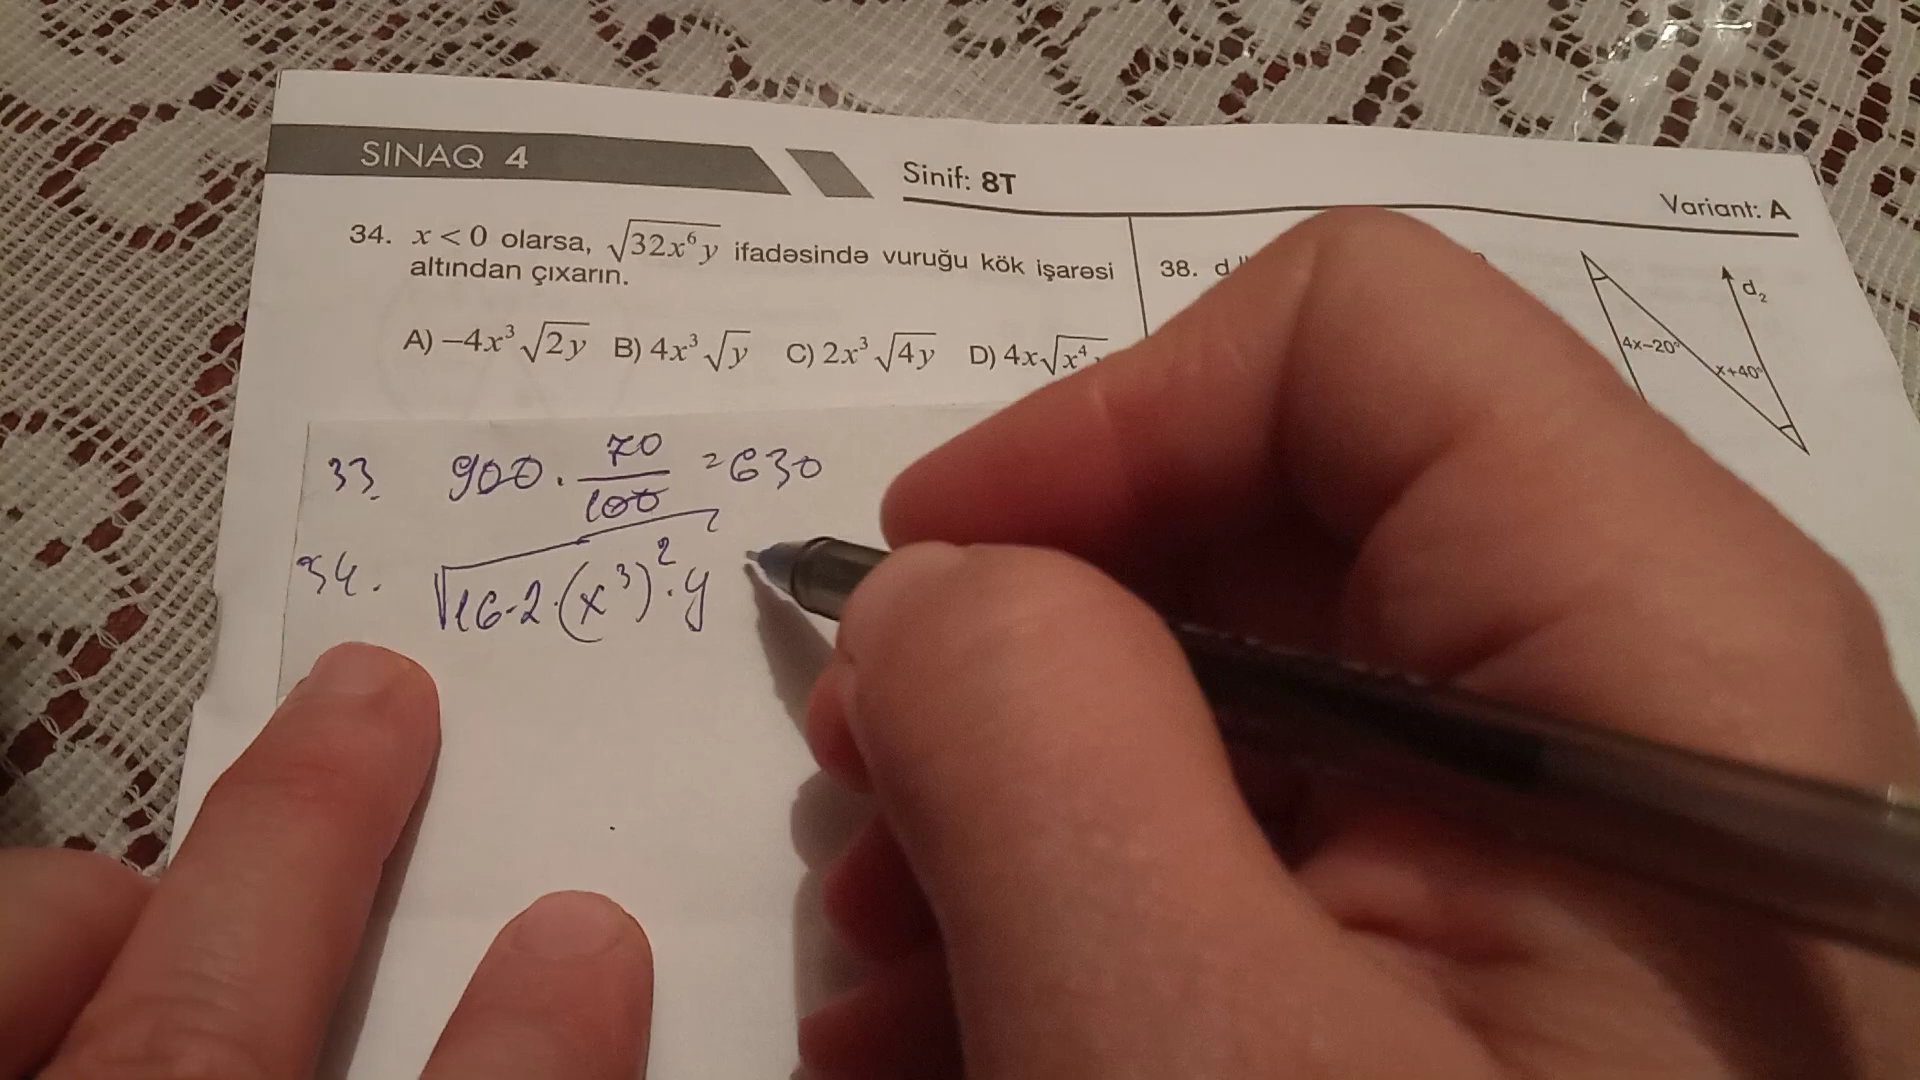 SINAQ 4
Sinif: 8T
Variant: A
34. x < 0 olarsa, √(32x⁶y) ifadəsində vuruğu kök işarəsi
altından çıxarın.
A) −4x³√(2y) B) 4x³√y C) 2x³√(4y) D) 4x√x⁴
38. d
d₂
4x−20°
x+40°
33. 900 · 70/100 = 630
34. √(16·2·(x³)²·y)